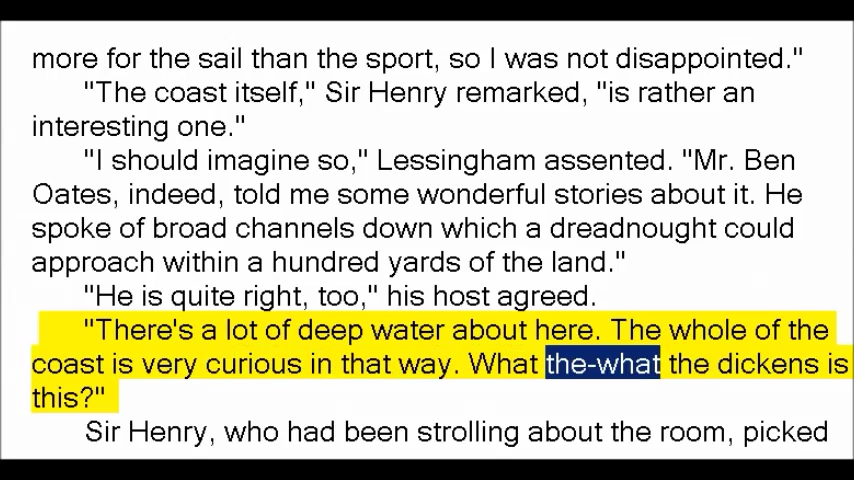 more for the sail than the sport, so I was not disappointed."
"The coast itself," Sir Henry remarked, "is rather an
interesting one."
"I should imagine so," Lessingham assented. "Mr. Ben
Oates, indeed, told me some wonderful stories about it. He
spoke of broad channels down which a dreadnought could
approach within a hundred yards of the land."
"He is quite right, too," his host agreed.
"There's a lot of deep water about here. The whole of the
coast is very curious in that way. What the-what the dickens is
this?"
Sir Henry, who had been strolling about the room, picked